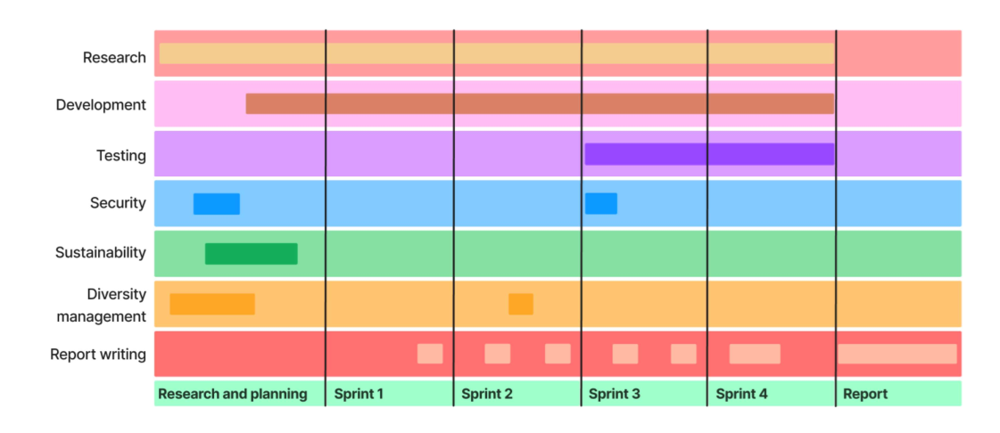 Research
Development
Testing
Security
Sustainability
Diversity
management
Report writing
Research and planning
Sprint 1
Sprint 2
Sprint 3
Sprint 4
Report